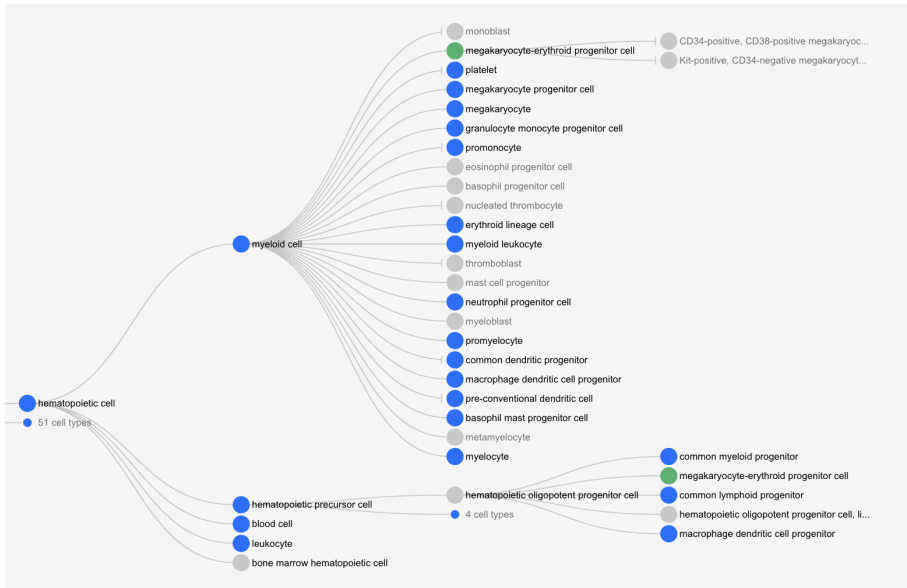 monoblast
megakaryocyte-erythroid progenitor cell
CD34-positive, CD38-positive megakaryoc...
Kit-positive, CD34-negative megakaryocyt...
platelet
megakaryocyte progenitor cell
megakaryocyte
granulocyte monocyte progenitor cell
promonocyte
eosinophil progenitor cell
basophil progenitor cell
nucleated thrombocyte
erythroid lineage cell
myeloid cell
myeloid leukocyte
thromboblast
mast cell progenitor
neutrophil progenitor cell
myeloblast
promyelocyte
common dendritic progenitor
macrophage dendritic cell progenitor
pre-conventional dendritic cell
hematopoietic cell
51 cell types
basophil mast progenitor cell
metamyelocyte
myelocyte
common myeloid progenitor
megakaryocyte-erythroid progenitor cell
hematopoietic oligopotent progenitor cell
common lymphoid progenitor
hematopoietic precursor cell
4 cell types
hematopoietic oligopotent progenitor cell, li...
blood cell
macrophage dendritic cell progenitor
leukocyte
bone marrow hematopoietic cell